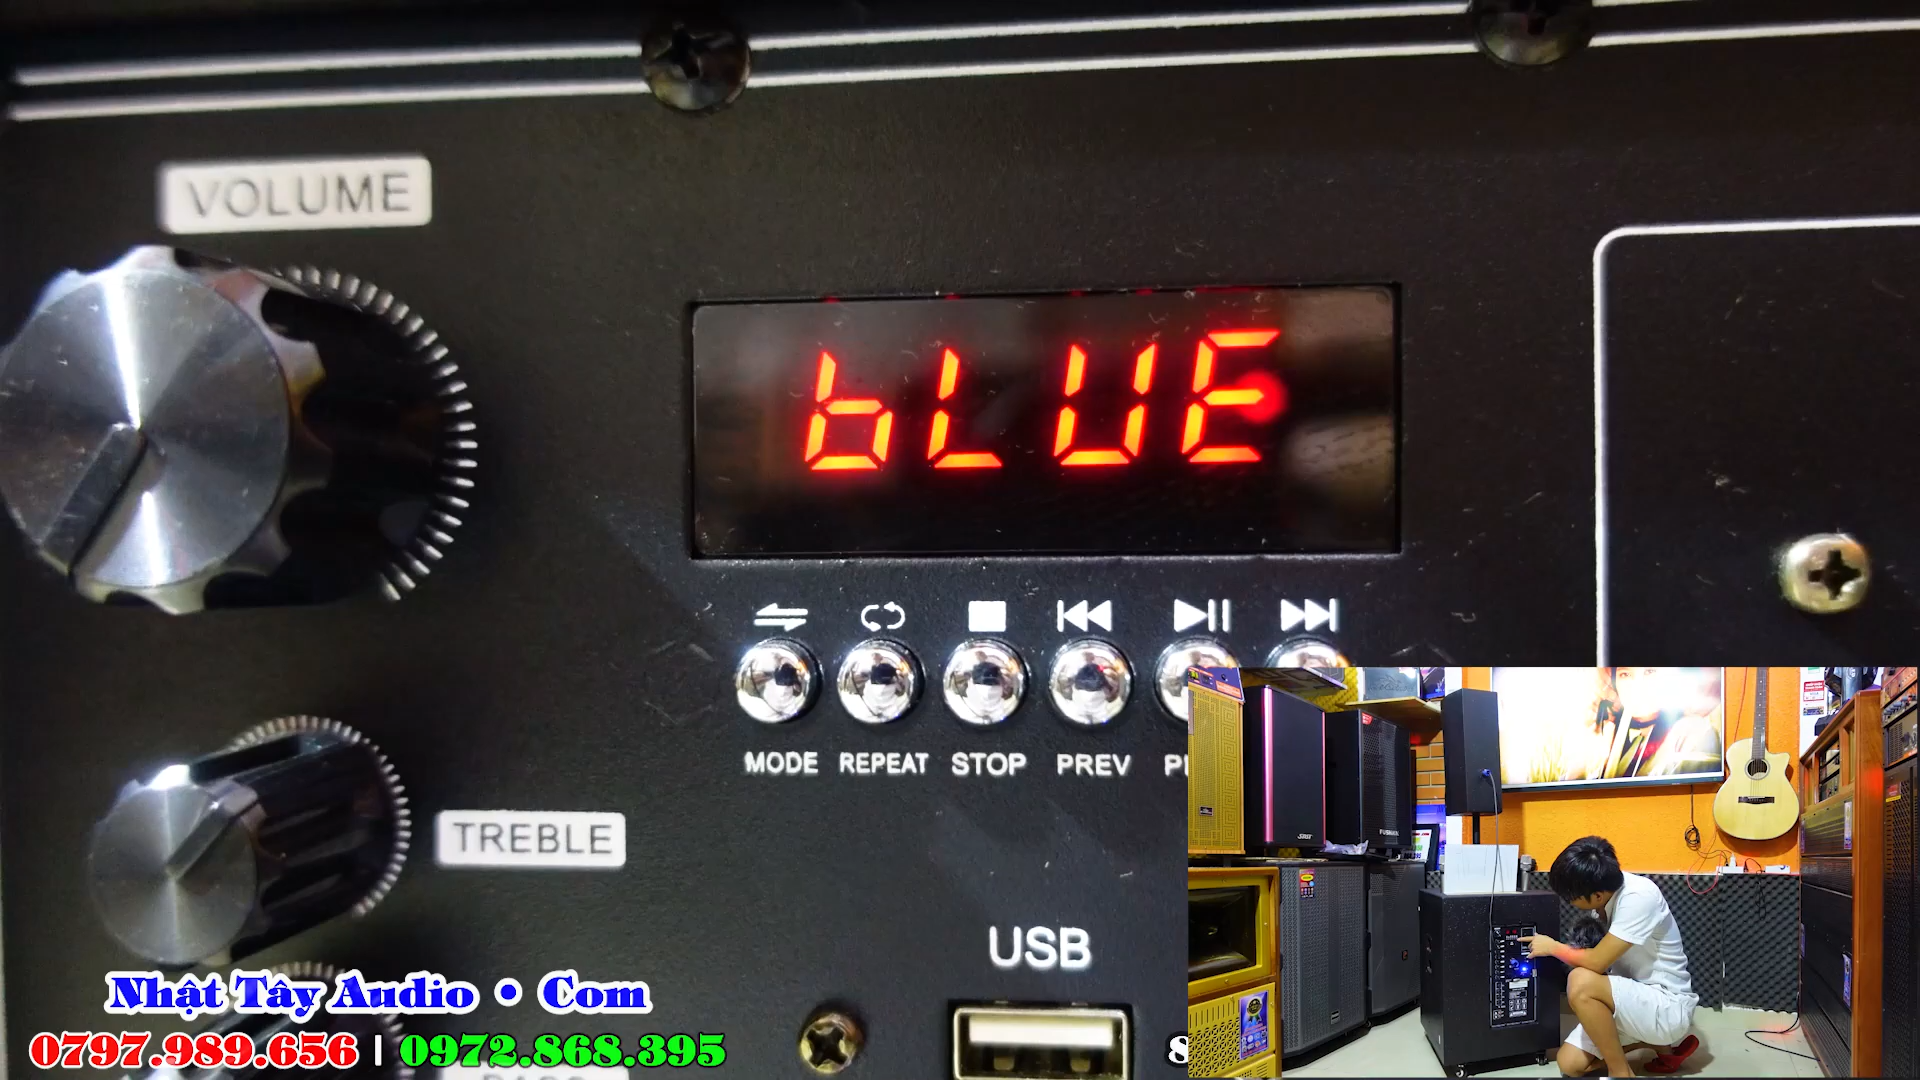 VOLUME
bLUE
MODE REPEAT STOP PREV
TREBLE
USB
Nhật Tây Audio • Com
0797.989.656 | 0972.868.395